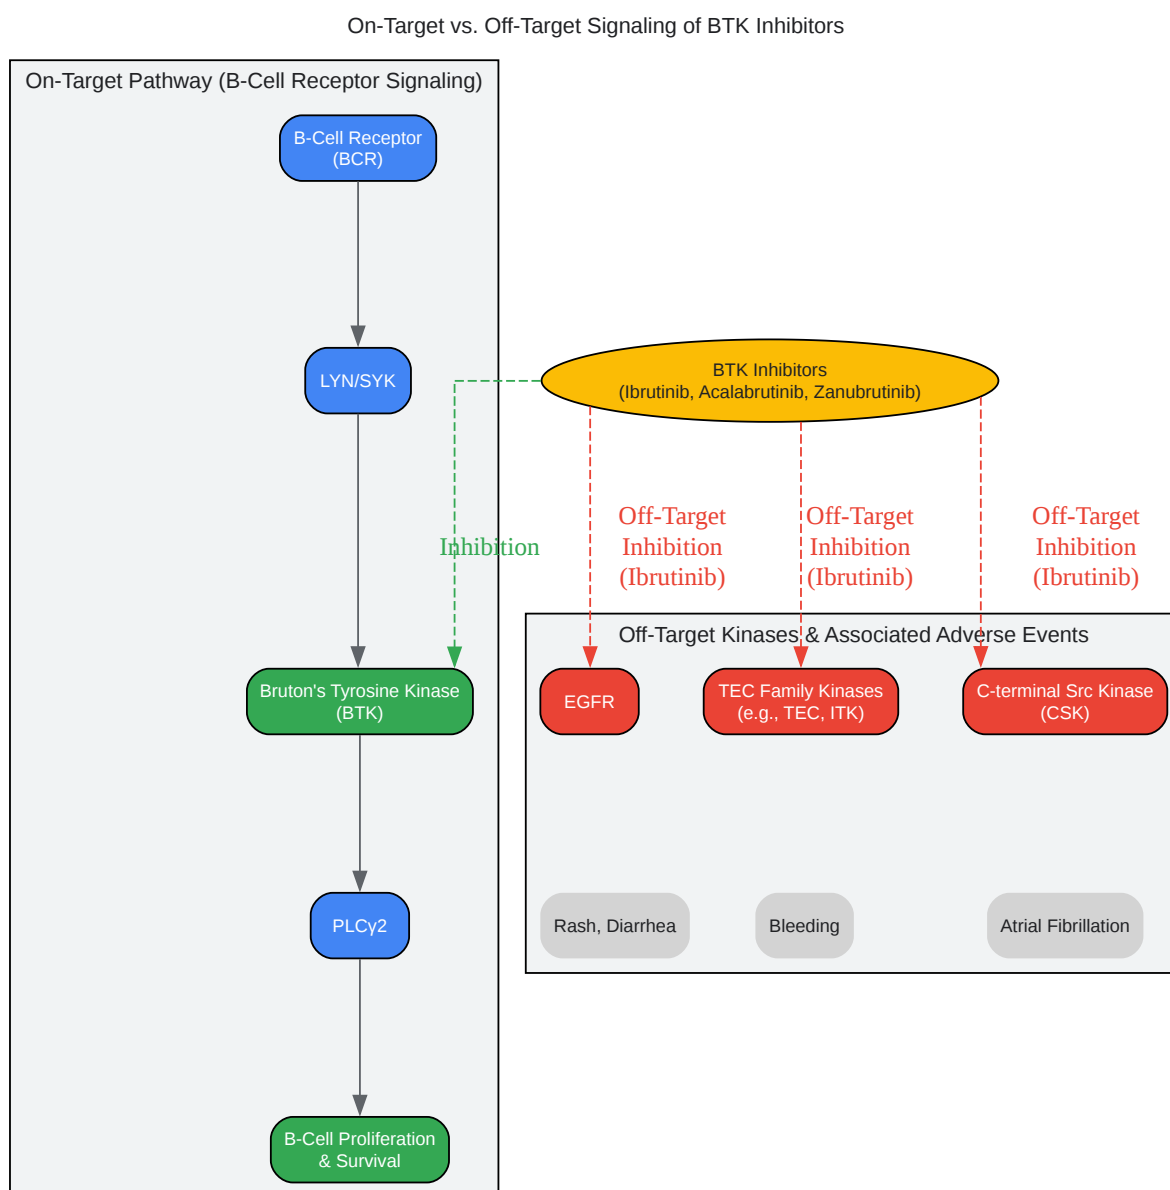 On-Target vs. Off-Target Signaling of BTK Inhibitors
On-Target Pathway (B-Cell Receptor Signaling)
B-Cell Receptor
(BCR)
LYN/SYK
BTK Inhibitors
(Ibrutinib, Acalabrutinib, Zanubrutinib)
Inhibition
Off-Target
Inhibition
(Ibrutinib)
Off-Target
Inhibition
(Ibrutinib)
Off-Target
Inhibition
(Ibrutinib)
Off-Target Kinases & Associated Adverse Events
Bruton's Tyrosine Kinase
(BTK)
EGFR
TEC Family Kinases
(e.g., TEC, ITK)
C-terminal Src Kinase
(CSK)
PLCγ2
Rash, Diarrhea
Bleeding
Atrial Fibrillation
B-Cell Proliferation
& Survival